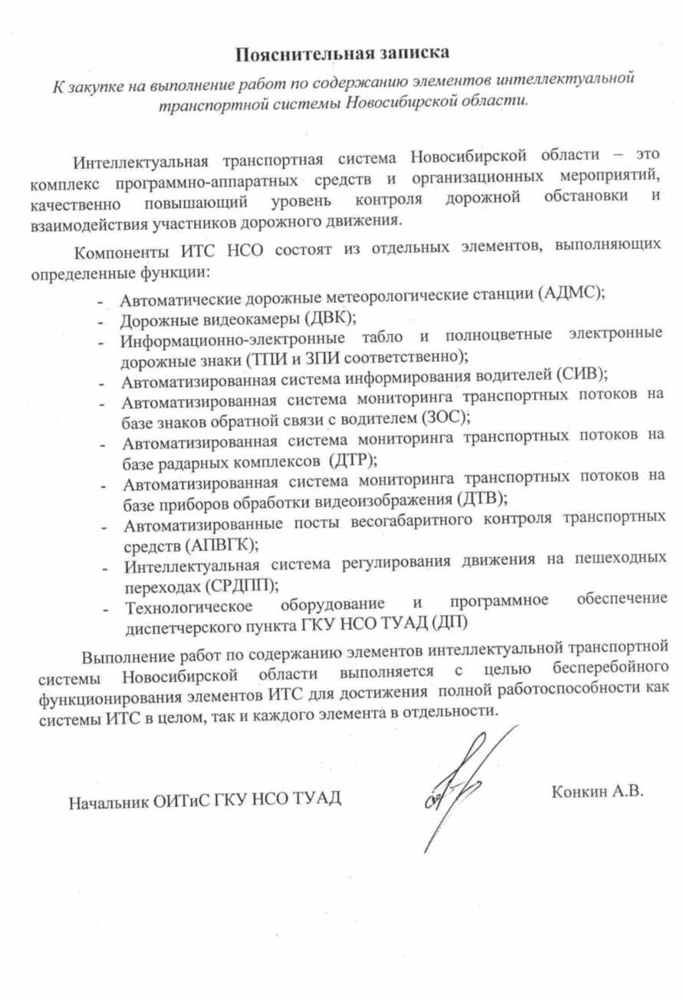 Пояснительная записка
К закупке на выполнение работ по содержанию элементов интеллектуальной
транспортной системы Новосибирской области.
Интеллектуальная транспортная система Новосибирской области – это
комплекс программно-аппаратных средств и организационных мероприятий,
качественно повышающий уровень контроля дорожной обстановки и
взаимодействия участников дорожного движения.
Компоненты ИТС НСО состоят из отдельных элементов, выполняющих
определенные функции:
- Автоматические дорожные метеорологические станции (АДМС);
- Дорожные видеокамеры (ДВК);
- Информационно-электронные табло и полноцветные электронные
дорожные знаки (ТПИ и ЗПИ соответственно);
- Автоматизированная система информирования водителей (СИВ);
- Автоматизированная система мониторинга транспортных потоков на
базе знаков обратной связи с водителем (ЗОС);
- Автоматизированная система мониторинга транспортных потоков на
базе радарных комплексов (ДТР);
- Автоматизированная система мониторинга транспортных потоков на
базе приборов обработки видеоизображения (ДТВ);
- Автоматизированные посты весогабаритного контроля транспортных
средств (АПВГК);
- Интеллектуальная система регулирования движения на пешеходных
переходах (СРДПП);
- Технологическое оборудование и программное обеспечение
диспетчерского пункта ГКУ НСО ТУАД (ДП)
Выполнение работ по содержанию элементов интеллектуальной транспортной
системы Новосибирской области выполняется с целью бесперебойного
функционирования элементов ИТС для достижения полной работоспособности как
системы ИТС в целом, так и каждого элемента в отдельности.
Начальник ОИТиС ГКУ НСО ТУАД Конкин А.В.